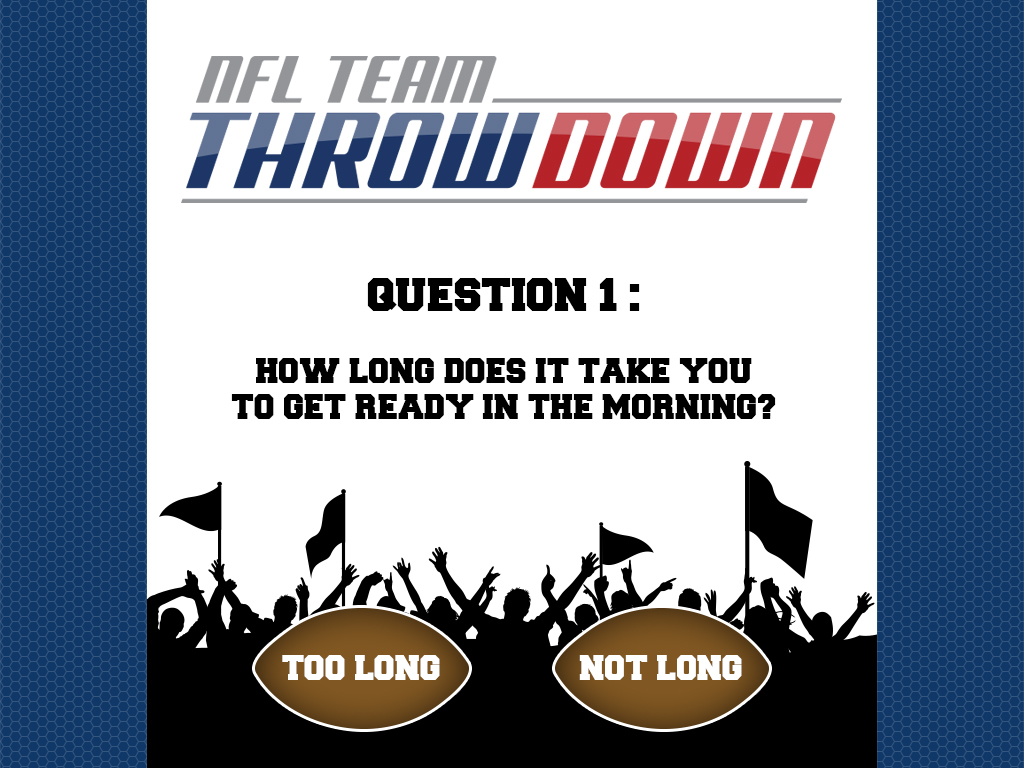 NFL TEAM
THROWDOWN
QUESTION 1 :
HOW LONG DOES IT TAKE YOU
TO GET READY IN THE MORNING?
TOO LONG
NOT LONG